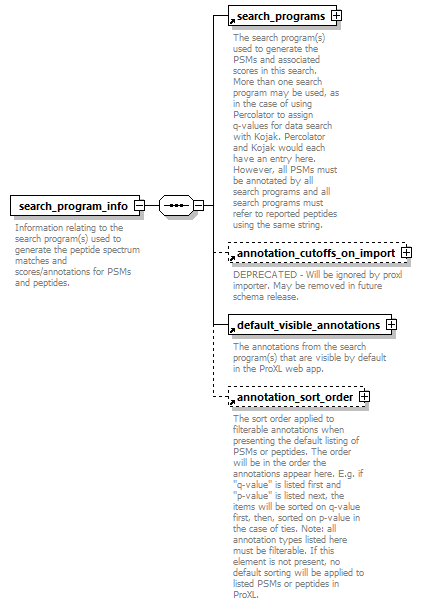 search_programs
The search program(s)
used to generate the
PSMs and associated
scores in this search.
More than one search
program may be used, as
in the case of using
Percolator to assign
q-values for data search
with Kojak. Percolator
and Kojak would each
have an entry here.
However, all PSMs must
be annotated by all
search programs and all
search programs must
refer to reported peptides
using the same string.
search_program_info
Information relating to the
search program(s) used to
generate the peptide spectrum
matches and
scores/annotations for PSMs
and peptides.
annotation_cutoffs_on_import
DEPRECATED - Will be ignored by proxl
importer. May be removed in future
schema release.
default_visible_annotations
The annotations from the search
program(s) that are visible by default
in the ProXL web app.
annotation_sort_order
The sort order applied to
filterable annotations when
presenting the default listing of
PSMs or peptides. The order
will be in the order the
annotations appear here. E.g. if
"q-value" is listed first and
"p-value" is listed next, the
items will be sorted on q-value
first, then, sorted on p-value in
the case of ties. Note: all
annotation types listed here
must be filterable. If this
element is not present, no
default sorting will be applied to
listed PSMs or peptides in
ProXL.